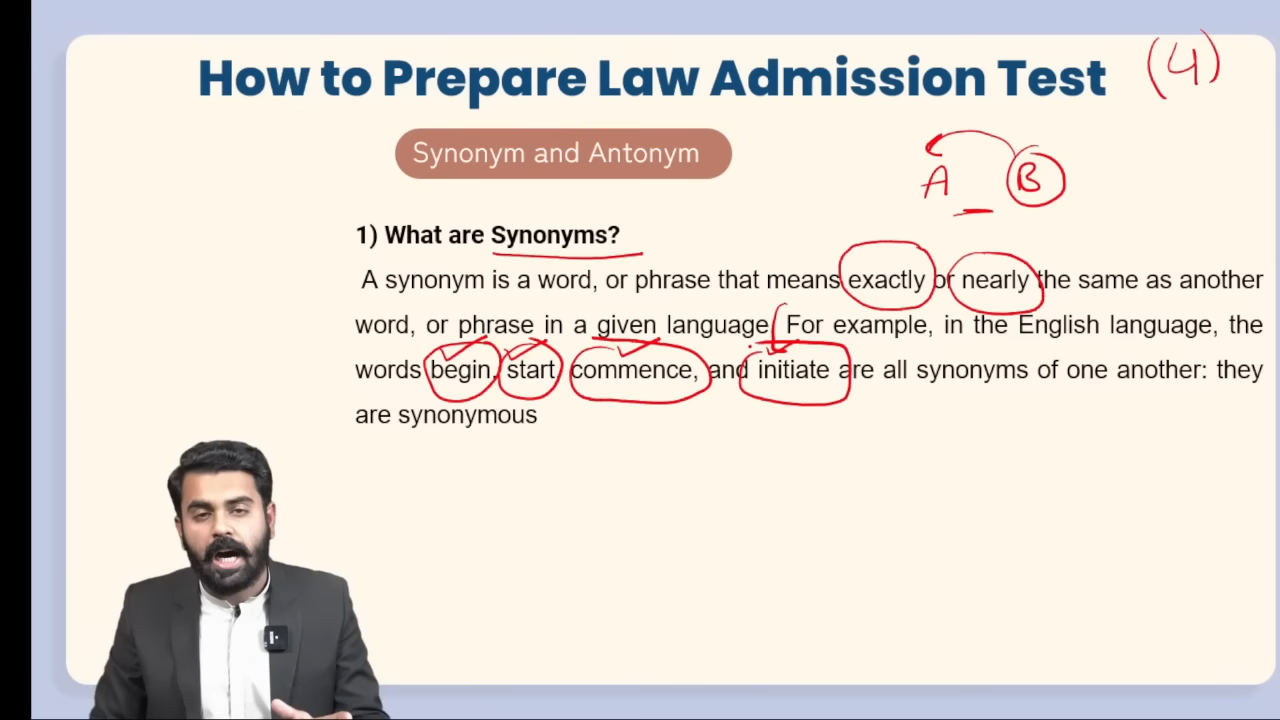 How to Prepare Law Admission Test (4)
Synonym and Antonym
A _ B
1) What are Synonyms?
A synonym is a word, or phrase that means exactly or nearly the same as another
word, or phrase in a given language. For example, in the English language, the
words begin, start, commence, and initiate are all synonyms of one another: they
are synonymous